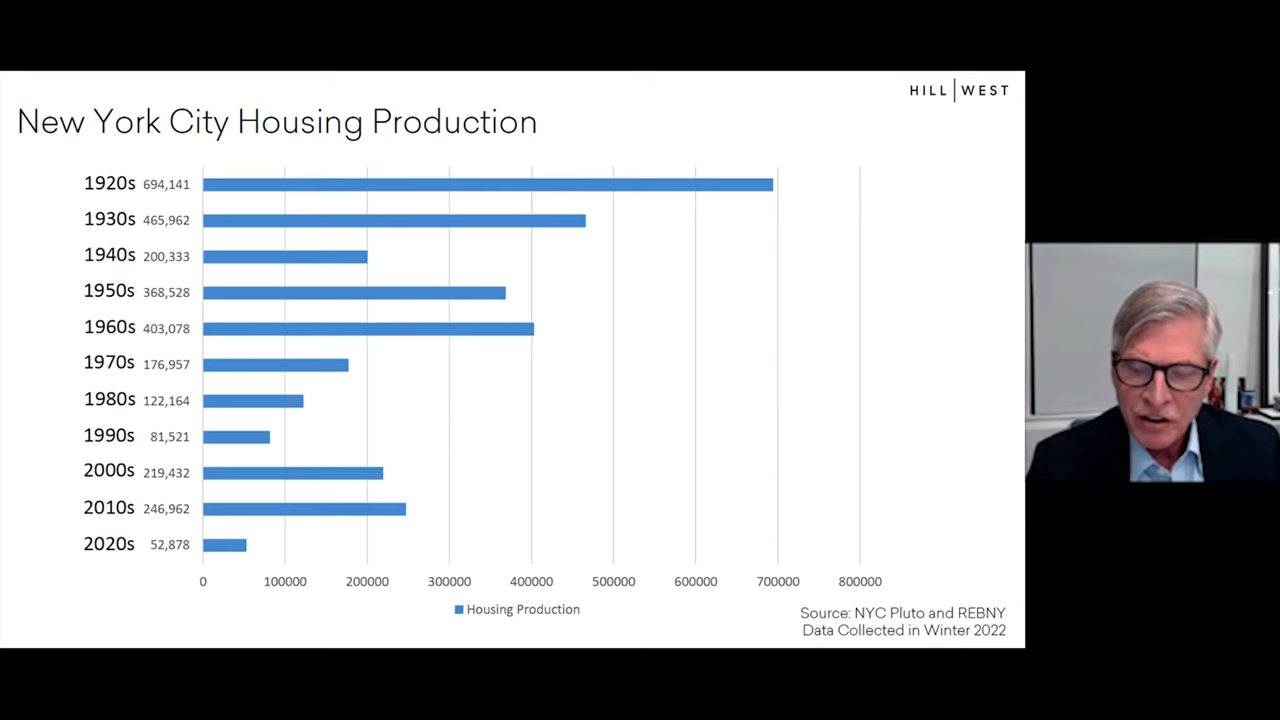 HILL WEST
New York City Housing Production
1920s 694,141
1930s 465,962
1940s 200,333
1950s 368,528
1960s 403,078
1970s 176,957
1980s 122,164
1990s 81,521
2000s 219,432
2010s 246,962
2020s 52,878
0 100000 200000 300000 400000 500000 600000 700000 800000
Housing Production
Source: NYC Pluto and REBNY
Data Collected in Winter 2022